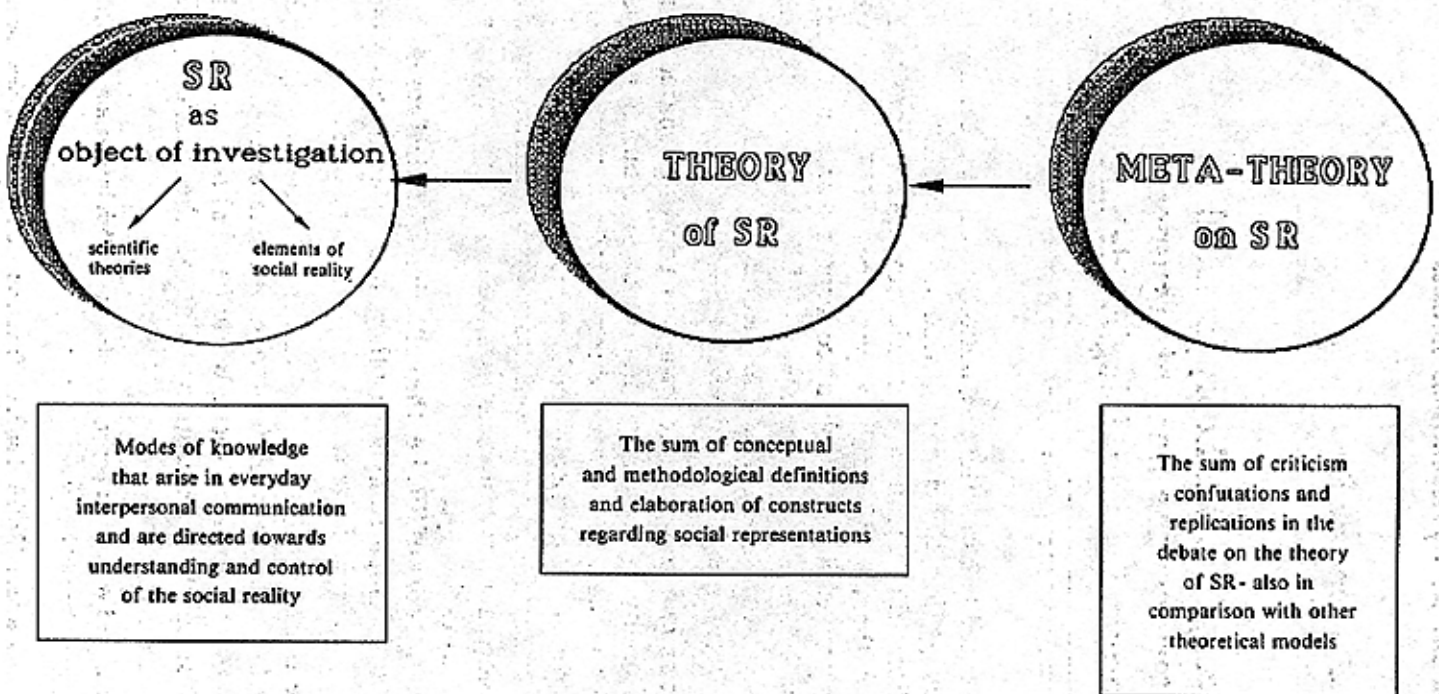 SR
as
object of investigation
scientific
theories
elements of
social reality
THEORY
of SR
META-THEORY
on SR
Modes of knowledge
that arise in everyday
interpersonal communication
and are directed towards
understanding and control
of the social reality
The sum of conceptual
and methodological definitions
and elaboration of constructs
regarding social representations
The sum of criticism
confutations and
replications in the
debate on the theory
of SR- also in
comparison with other
theoretical models